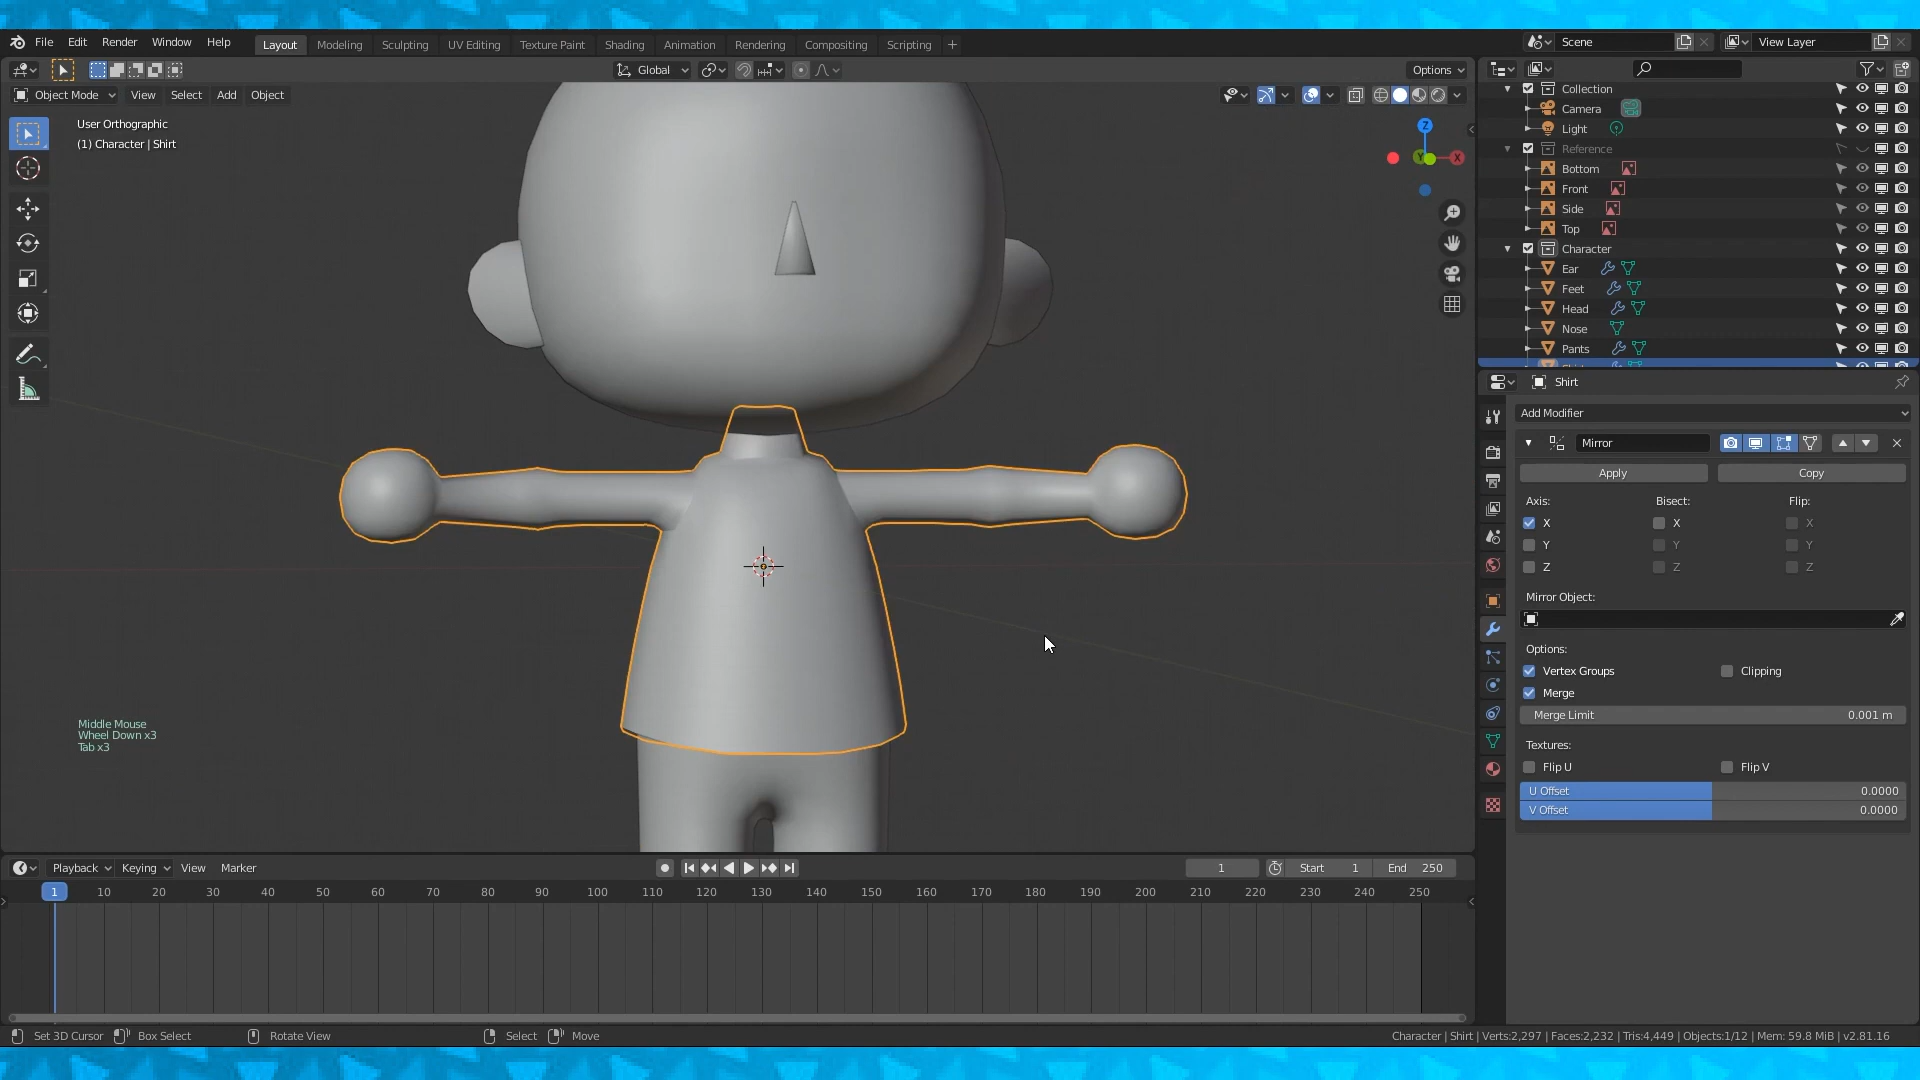 File Edit Render Window Help Layout Modeling Sculpting UV Editing Texture Paint Shading Animation Rendering Compositing Scripting + Scene View Layer
Global Options
Object Mode View Select Add Object
User Orthographic
(1) Character | Shirt
Z
Y
X
Collection
Camera
Light
Reference
Bottom
Front
Side
Top
Character
Ear
Feet
Head
Nose
Pants
Shirt
Add Modifier
Mirror
Apply Copy
Axis: Bisect: Flip:
X X X
Y Y Y
Z Z Z
Mirror Object:
Options:
Vertex Groups Clipping
Merge
Merge Limit 0.001 m
Textures:
Flip U Flip V
U Offset 0.0000
V Offset 0.0000
Middle Mouse
Wheel Down x3
Tab x3
Playback Keying View Marker 1 Start 1 End 250
1 10 20 30 40 50 60 70 80 90 100 110 120 130 140 150 160 170 180 190 200 210 220 230 240 250
Set 3D Cursor Box Select Rotate View Select Move Character | Shirt | Verts:2,297 | Faces:2,232 | Tris:4,449 | Objects:1/12 | Mem: 59.8 MiB | v2.81.16